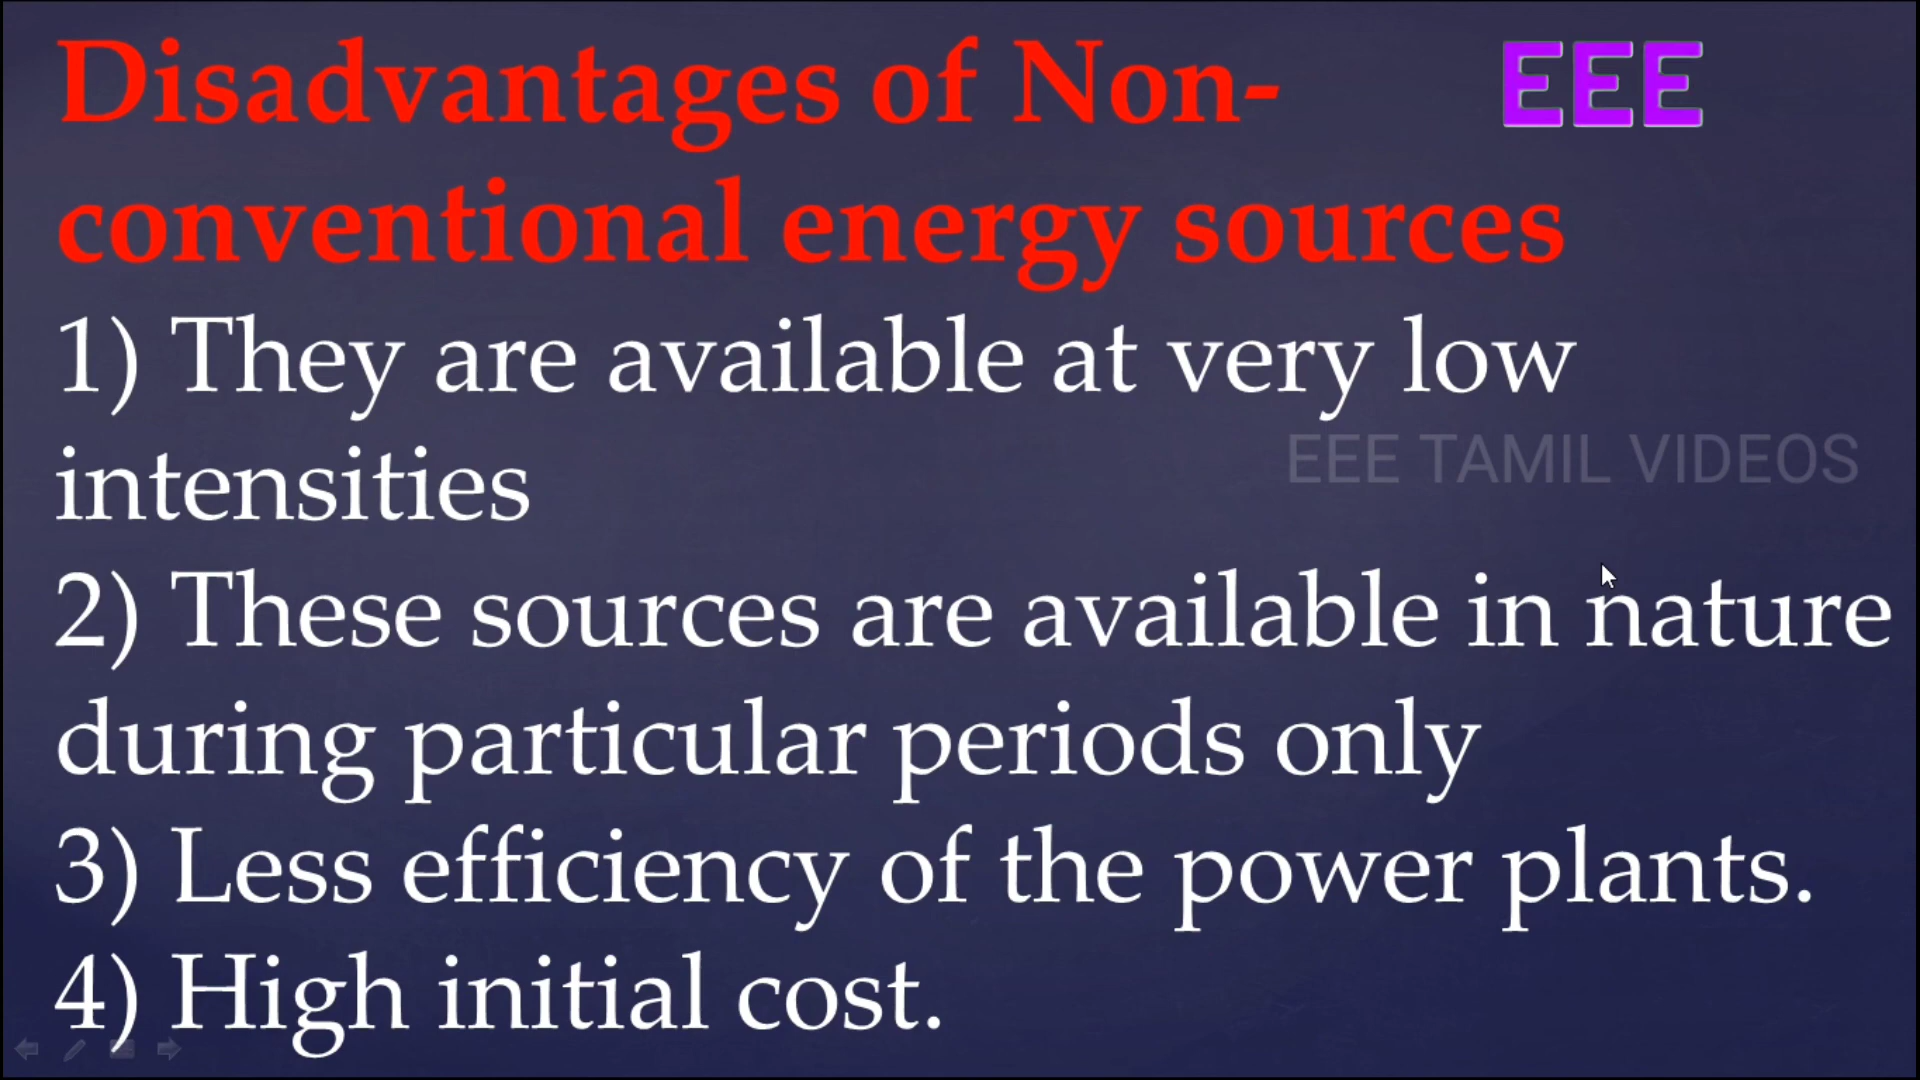 Disadvantages of Non-
EEE
conventional energy sources
1) They are available at very low
intensities
EEE TAMIL VIDEOS
2) These sources are available in nature
during particular periods only
3) Less efficiency of the power plants.
4) High initial cost.